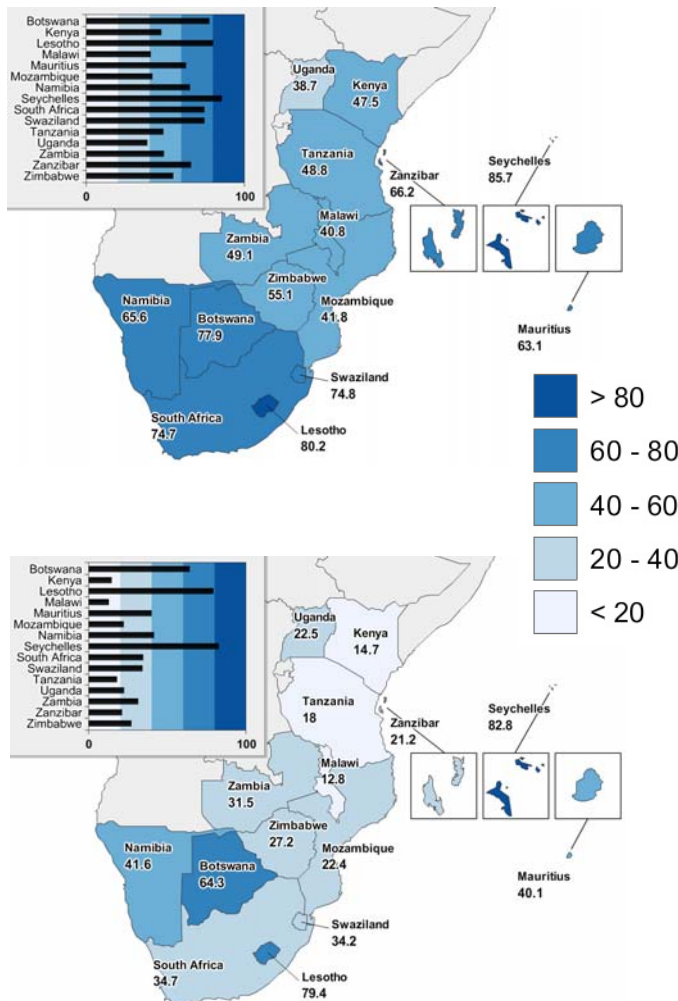 Botswana
Kenya
Lesotho
Malawi
Mauritius
Mozambique
Namibia
Seychelles
South Africa
Swaziland
Tanzania
Uganda
Zambia
Zanzibar
Zimbabwe
0 100
Uganda
38.7
Kenya
47.5
Tanzania
48.8
Zanzibar
66.2
Seychelles
85.7
Malawi
40.8
Zambia
49.1
Zimbabwe
55.1
Mozambique
41.8
Namibia
65.6
Botswana
77.9
Mauritius
63.1
Swaziland
74.8
South Africa
74.7
Lesotho
80.2
> 80
60 - 80
40 - 60
20 - 40
< 20
Botswana
Kenya
Lesotho
Malawi
Mauritius
Mozambique
Namibia
Seychelles
South Africa
Swaziland
Tanzania
Uganda
Zambia
Zanzibar
Zimbabwe
0 100
Uganda
22.5
Kenya
14.7
Tanzania
18
Zanzibar
21.2
Seychelles
82.8
Malawi
12.8
Zambia
31.5
Zimbabwe
27.2
Mozambique
22.4
Namibia
41.6
Botswana
64.3
Mauritius
40.1
Swaziland
34.2
South Africa
34.7
Lesotho
79.4